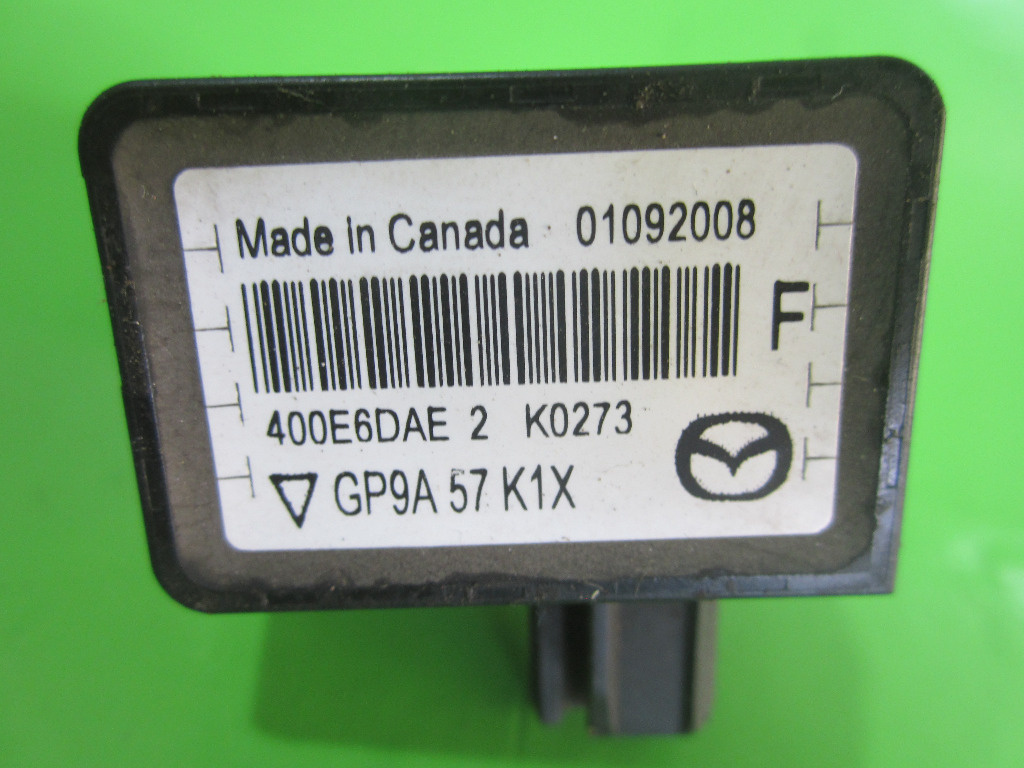 Made in Canada 01092008
F
400E6DAE 2 K0273
GP9A 57 K1X